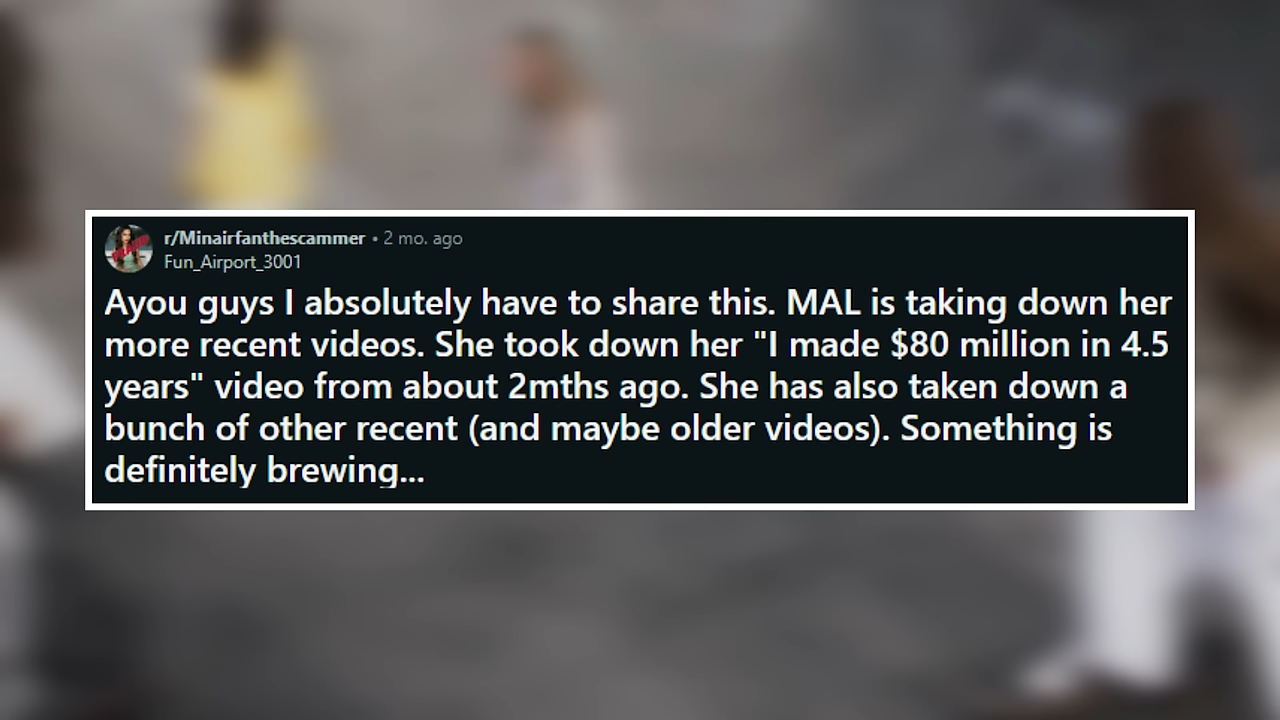 r/Minairfanthescammer • 2 mo. ago
Fun_Airport_3001
Ayou guys I absolutely have to share this. MAL is taking down her
more recent videos. She took down her "I made $80 million in 4.5
years" video from about 2mths ago. She has also taken down a
bunch of other recent (and maybe older videos). Something is
definitely brewing...